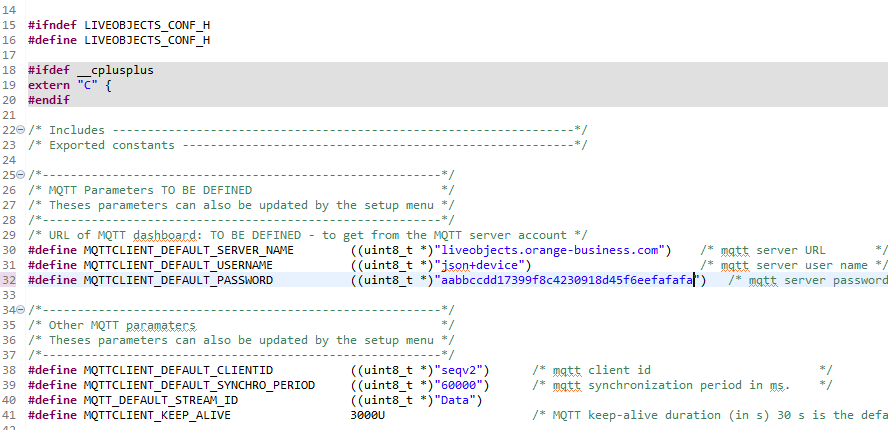 14
15 #ifndef LIVEOBJECTS_CONF_H
16 #define LIVEOBJECTS_CONF_H
17
18 #ifdef __cplusplus
19 extern "C" {
20 #endif
21
22 /* Includes ------------------------------------------------------------------*/
23 /* Exported constants --------------------------------------------------------*/
24
25 /*---------------------------------------------------------*/
26 /* MQTT Parameters TO BE DEFINED */
27 /* Theses parameters can also be updated by the setup menu */
28 /*---------------------------------------------------------*/
29 /* URL of MQTT dashboard: TO BE DEFINED - to get from the MQTT server account */
30 #define MQTTCLIENT_DEFAULT_SERVER_NAME ((uint8_t *)"liveobjects.orange-business.com") /* mqtt server URL */
31 #define MQTTCLIENT_DEFAULT_USERNAME ((uint8_t *)"json+device") /* mqtt server user name */
32 #define MQTTCLIENT_DEFAULT_PASSWORD ((uint8_t *)"aabbccdd17399f8c4230918d45f6eefafafa") /* mqtt server password
33
34 /*---------------------------------------------------------*/
35 /* Other MQTT paramaters */
36 /* Theses parameters can also be updated by the setup menu */
37 /*---------------------------------------------------------*/
38 #define MQTTCLIENT_DEFAULT_CLIENTID ((uint8_t *)"seqv2") /* mqtt client id */
39 #define MQTTCLIENT_DEFAULT_SYNCHRO_PERIOD ((uint8_t *)"60000") /* mqtt synchronization period in ms. */
40 #define MQTT_DEFAULT_STREAM_ID ((uint8_t *)"Data")
41 #define MQTTCLIENT_KEEP_ALIVE 3000U /* MQTT keep-alive duration (in s) 30 s is the defa